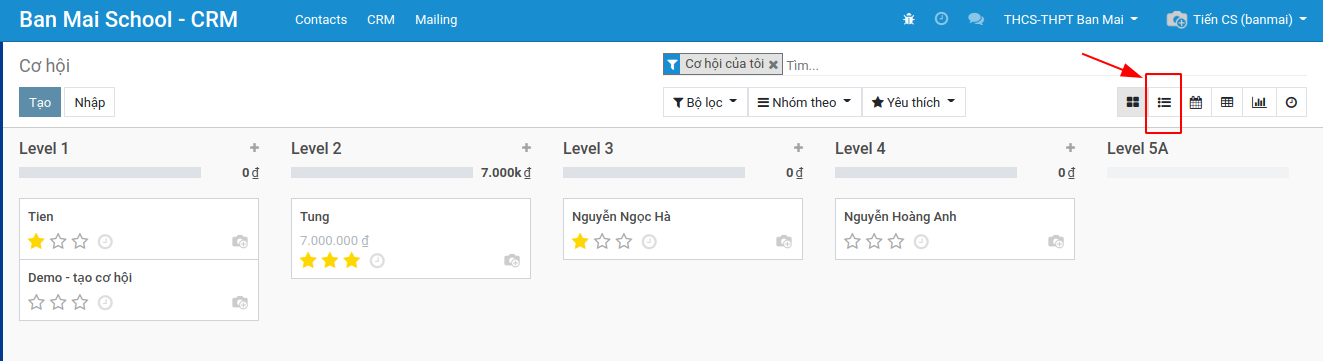 Ban Mai School - CRM Contacts CRM Mailing THCS-THPT Ban Mai Tiến CS (banmai)
Cơ hội Cơ hội của tôi Tìm...
Tạo Nhập Bộ lọc Nhóm theo Yêu thích
Level 1 Level 2 Level 3 Level 4 Level 5A
0 ₫ 7.000k ₫ 0 ₫ 0 ₫
Tien Tung Nguyễn Ngọc Hà Nguyễn Hoàng Anh
7.000.000 ₫
Demo - tạo cơ hội